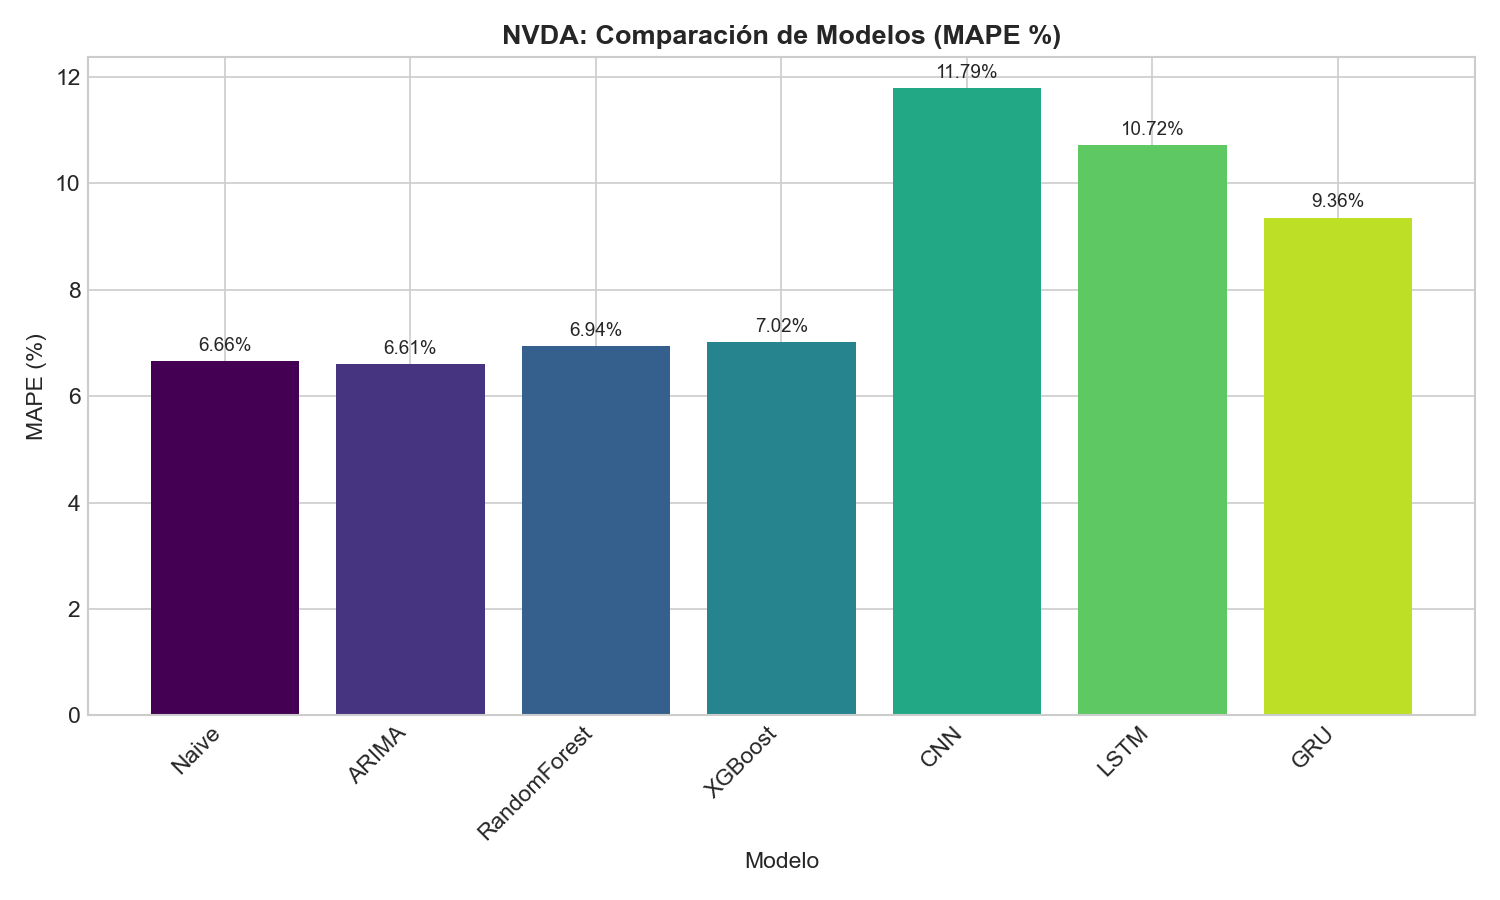 NVDA: Comparación de Modelos (MAPE %)
12
10
8
6
4
2
0
MAPE (%)
6.66%
6.61%
6.94%
7.02%
11.79%
10.72%
9.36%
Naive
ARIMA
RandomForest
XGBoost
CNN
LSTM
GRU
Modelo